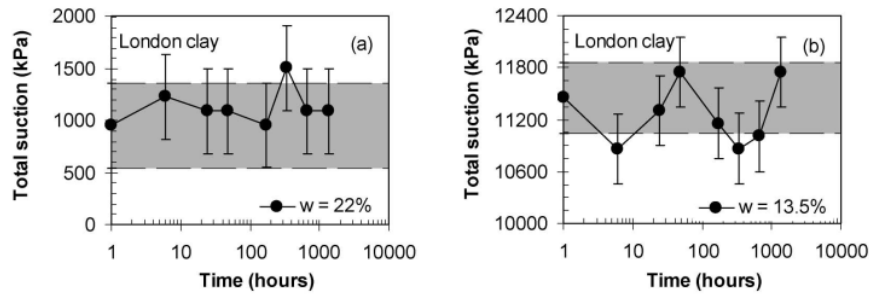 2000
1500
1000
500
0
Total suction (kPa)
London clay
(a)
w = 22%
1
10
100
1000
10000
Time (hours)
12400
11800
11200
10600
10000
Total suction (kPa)
London clay
(b)
w = 13.5%
1
10
100
1000
10000
Time (hours)